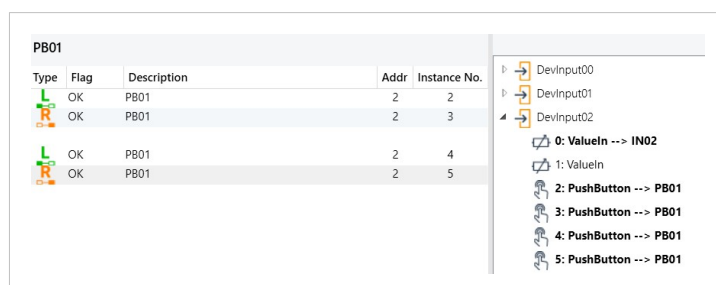 PB01
Type Flag Description Addr Instance No.
L OK PB01 2 2
R OK PB01 2 3
L OK PB01 2 4
R OK PB01 2 5
DevInput00
DevInput01
DevInput02
0: ValueIn --> IN02
1: ValueIn
2: PushButton --> PB01
3: PushButton --> PB01
4: PushButton --> PB01
5: PushButton --> PB01